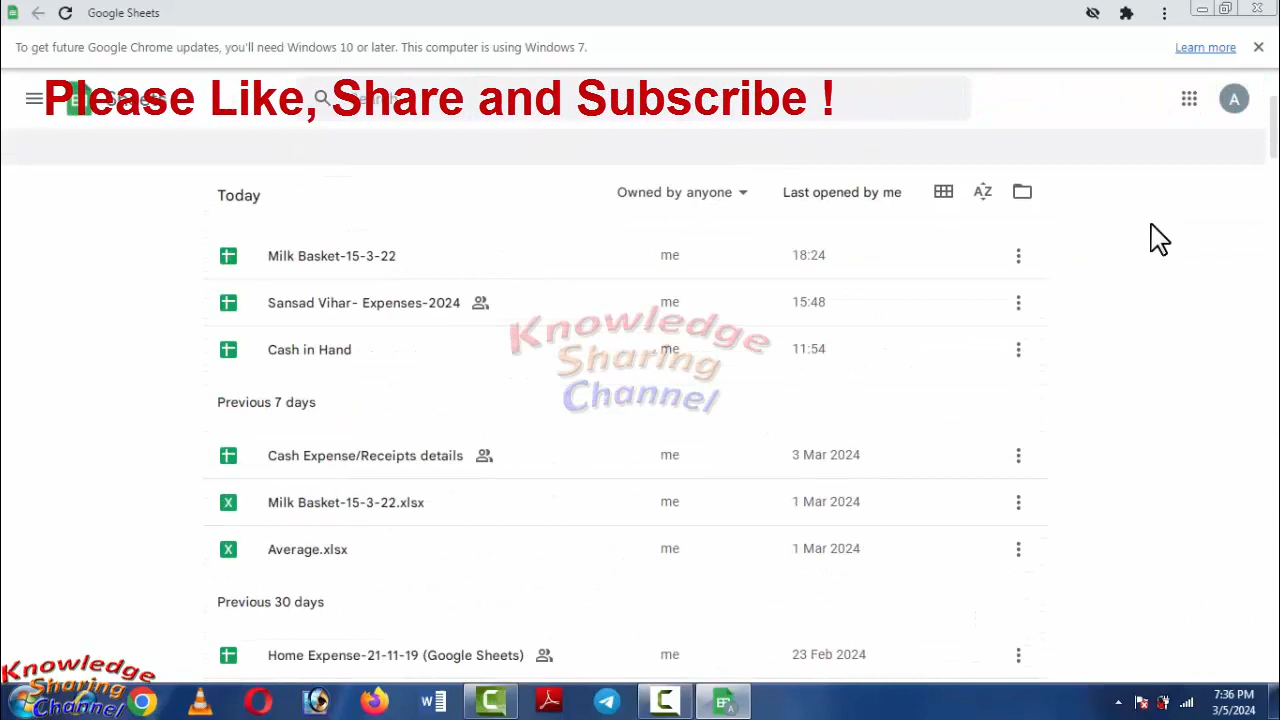 Google Sheets
To get future Google Chrome updates, you'll need Windows 10 or later. This computer is using Windows 7.
Learn more
Please Like, Share and Subscribe !
Sheets
Search
A
Today
Owned by anyone
Last opened by me
AZ
Milk Basket-15-3-22
me
18:24
Sansad Vihar- Expenses-2024
me
15:48
Cash in Hand
me
11:54
Knowledge
Sharing
Channel
Previous 7 days
Cash Expense/Receipts details
me
3 Mar 2024
X
Milk Basket-15-3-22.xlsx
me
1 Mar 2024
X
Average.xlsx
me
1 Mar 2024
Previous 30 days
Home Expense-21-11-19 (Google Sheets)
me
23 Feb 2024
Knowledge
Sharing
Channel
W
A
7:36 PM
3/5/2024